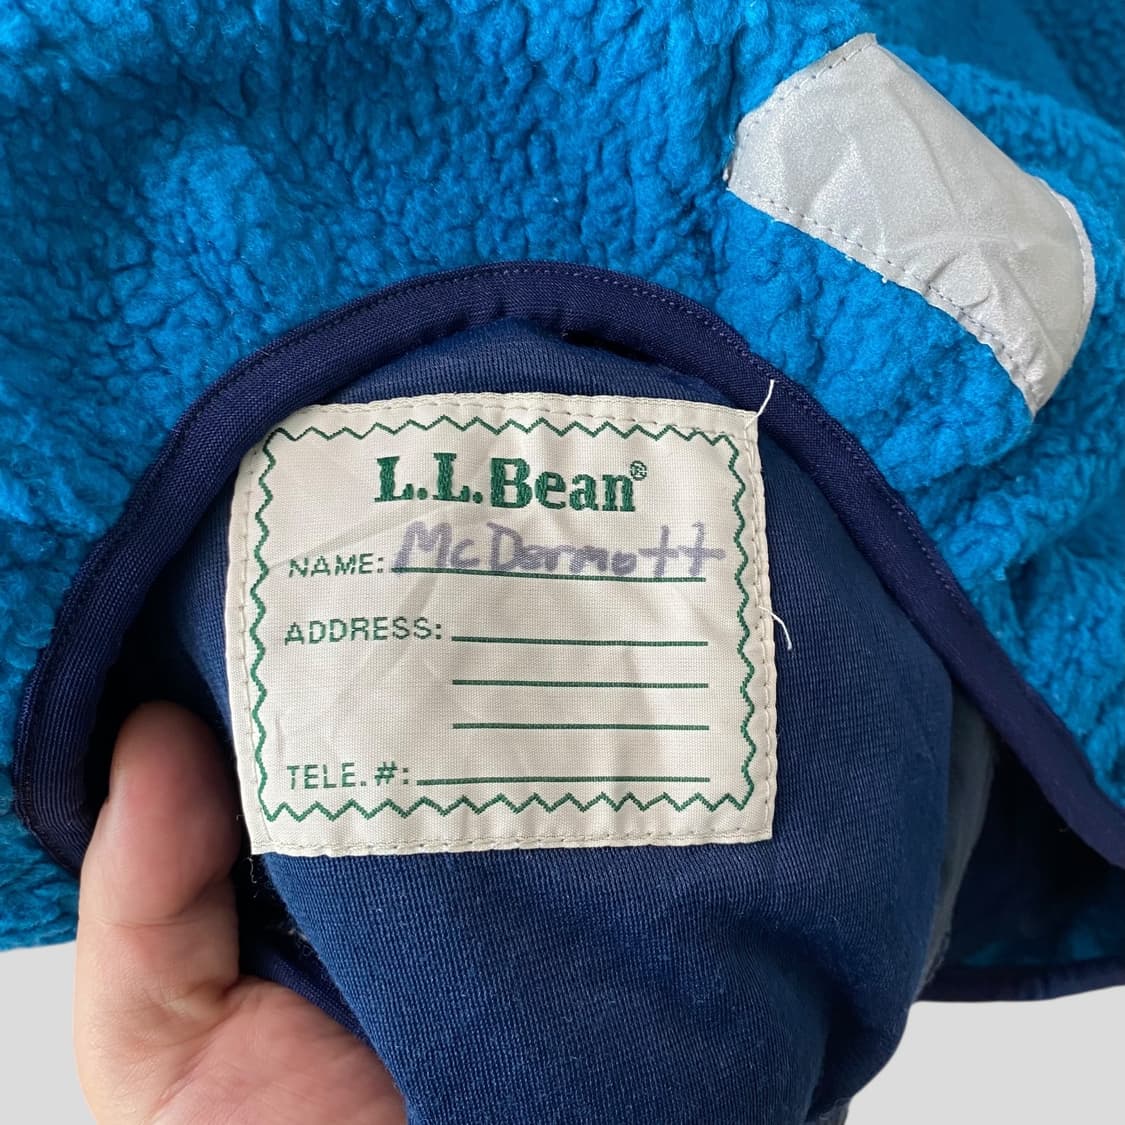 L.L.Bean®
NAME: McDermott
ADDRESS:
TELE.#: